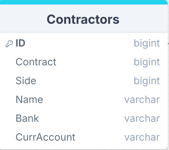 Contractors
ID bigint
Contract bigint
Side bigint
Name varchar
Bank varchar
CurrAccount varchar